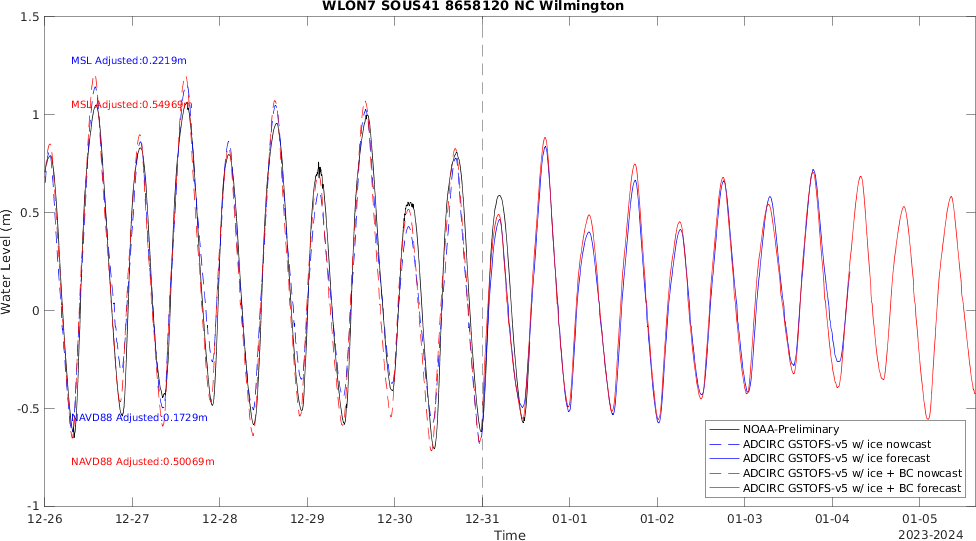 WLON7 SOUS41 8658120 NC Wilmington
1.5
MSL Adjusted:0.2219m
MSL Adjusted:0.54969m
1
0.5
Water Level (m)
0
-0.5
NAVD88 Adjusted:0.1729m
NAVD88 Adjusted:0.50069m
NOAA-Preliminary
ADCIRC GSTOFS-v5 w/ ice nowcast
ADCIRC GSTOFS-v5 w/ ice forecast
ADCIRC GSTOFS-v5 w/ ice + BC nowcast
ADCIRC GSTOFS-v5 w/ ice + BC forecast
-1
12-26 12-27 12-28 12-29 12-30 12-31 01-01 01-02 01-03 01-04 01-05
Time
2023-2024